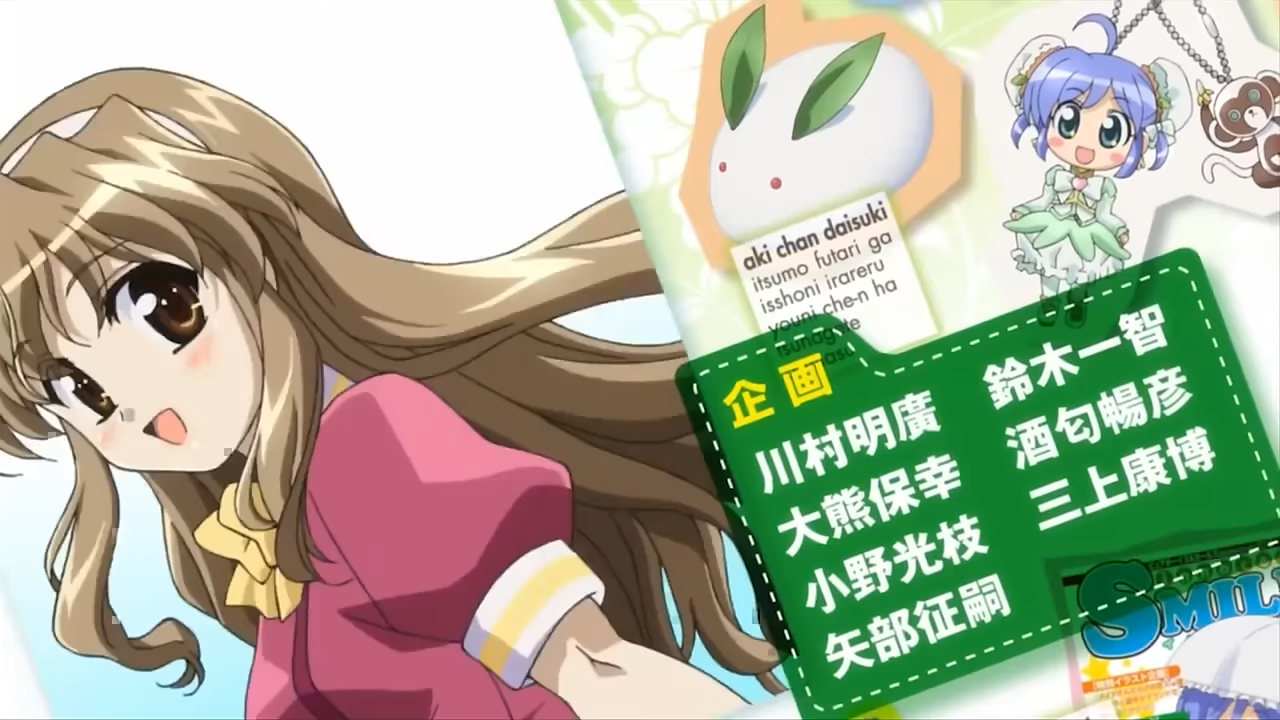 aki chan daisuki
itsumo futari ga
isshoni irareru
youni che-n ha
tsunagete
企画
川村明廣
大熊保幸
小野光枝
矢部征嗣
鈴木一智
酒匂暢彦
三上康博
SMIL